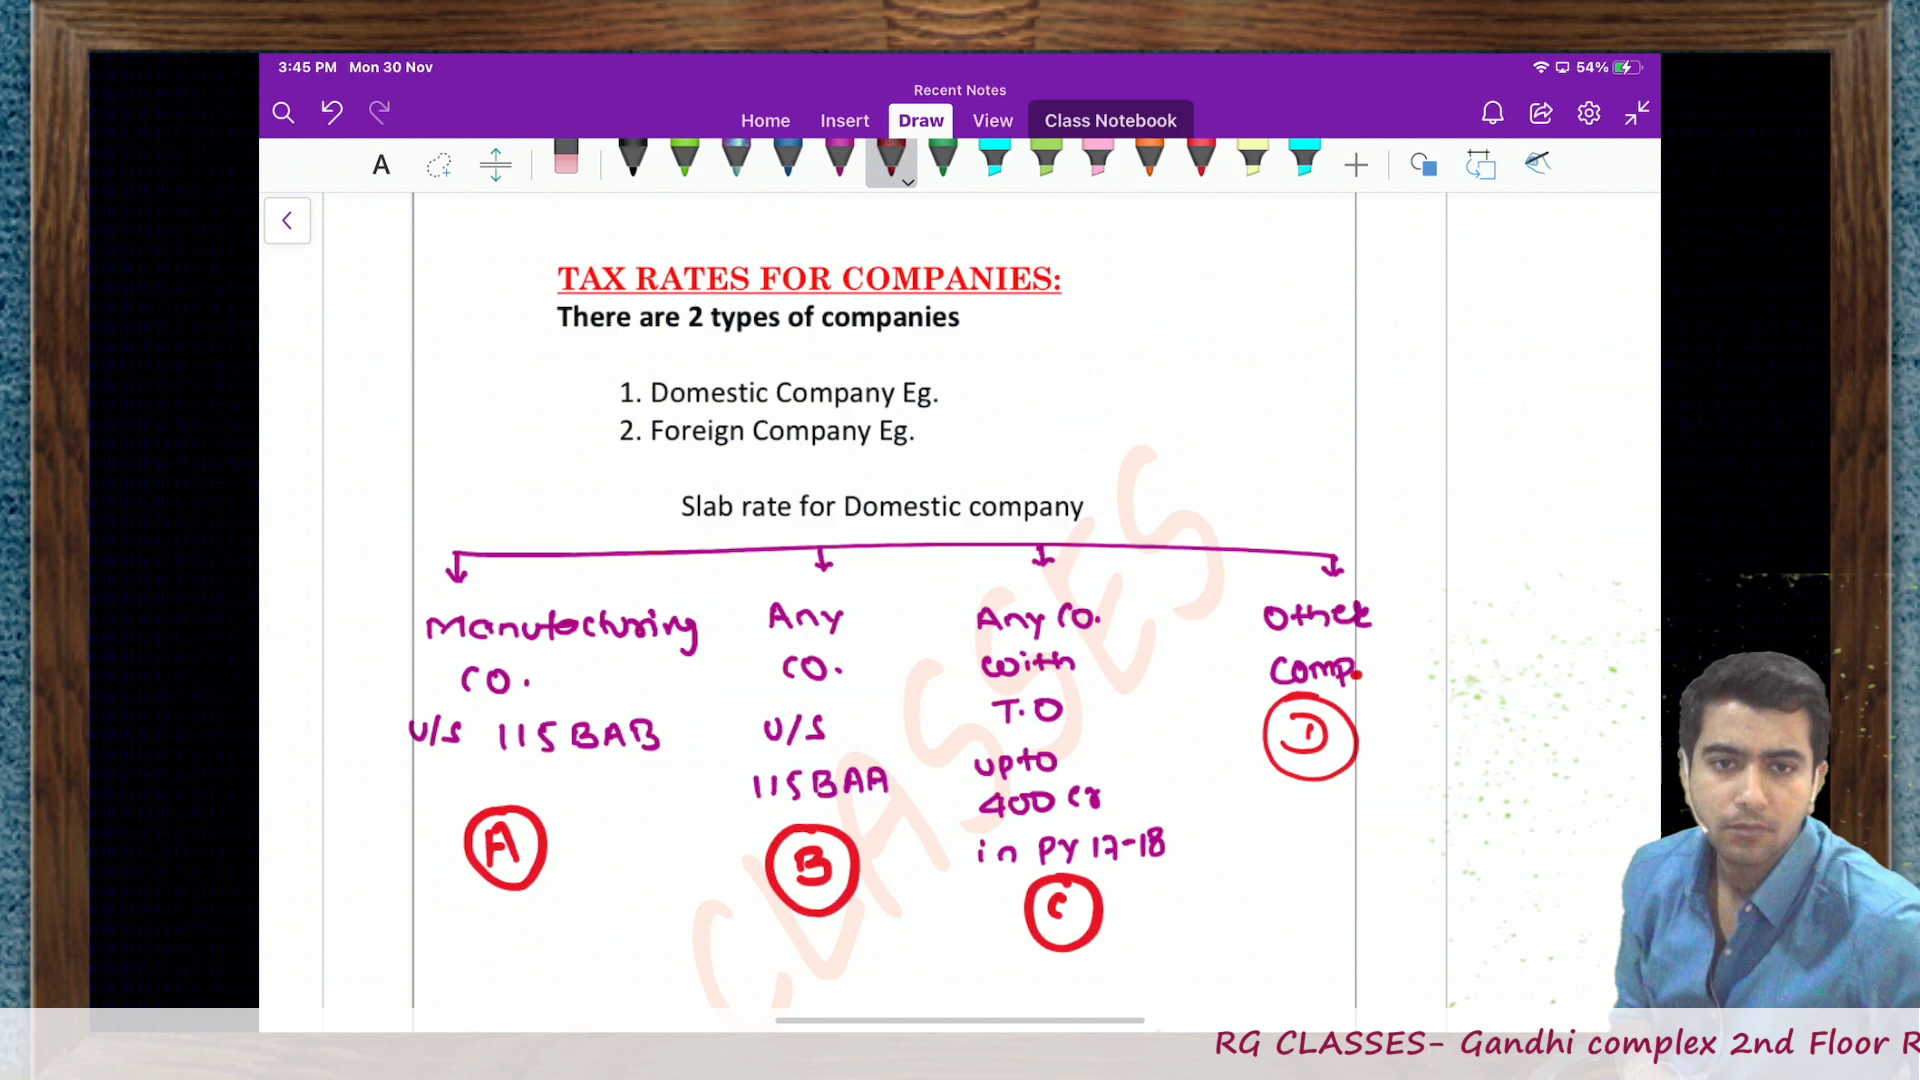 3:45 PM Mon 30 Nov
54%
Recent Notes
Home Insert Draw View Class Notebook
A
TAX RATES FOR COMPANIES:
There are 2 types of companies
1. Domestic Company Eg.
2. Foreign Company Eg.
Slab rate for Domestic company
Manufacturing
CO.
U/S 115 BAB
A
Any
CO.
U/S
115BAA
B
Any CO.
with
T.O
upto
400 cr
in PY 17-18
C
Other
Comp.
D
CLASSES
RG CLASSES- Gandhi complex 2nd Floor R